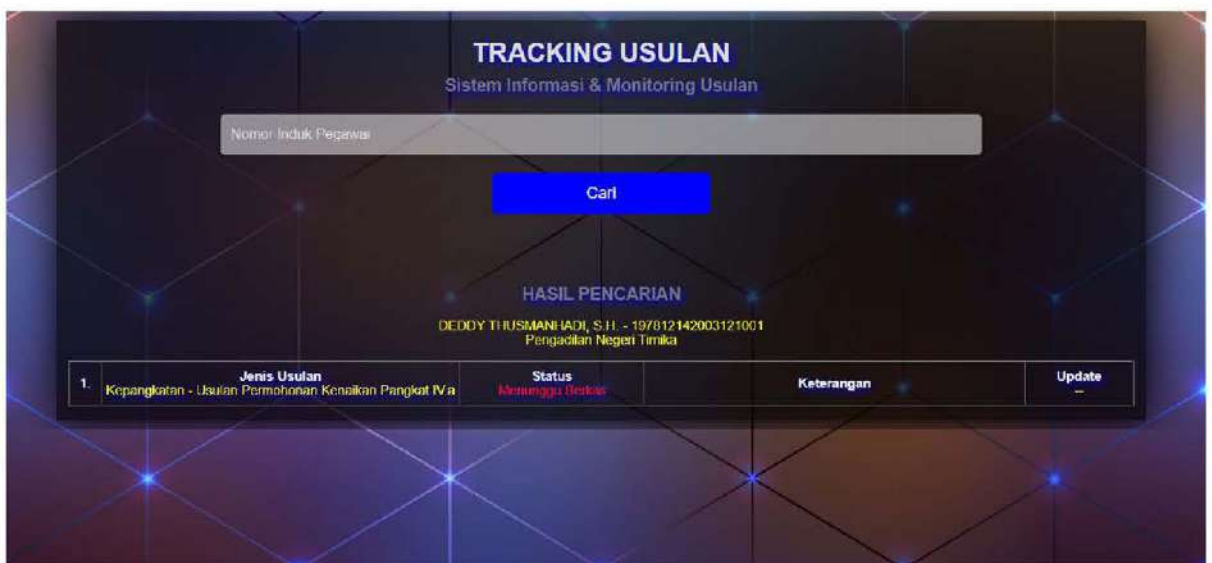 TRACKING USULAN
Sistem Informasi & Monitoring Usulan
Nomor Induk Pegawai
Cari
HASIL PENCARIAN
DEDDY THUSMANHADI, S.H. - 197812142003121001
Pengadilan Negeri Timika
1.
Jenis Usulan
Kepangkatan - Usulan Permohonan Kenaikan Pangkat IV.a
Status
Menunggu Berkas
Keterangan
Update
--